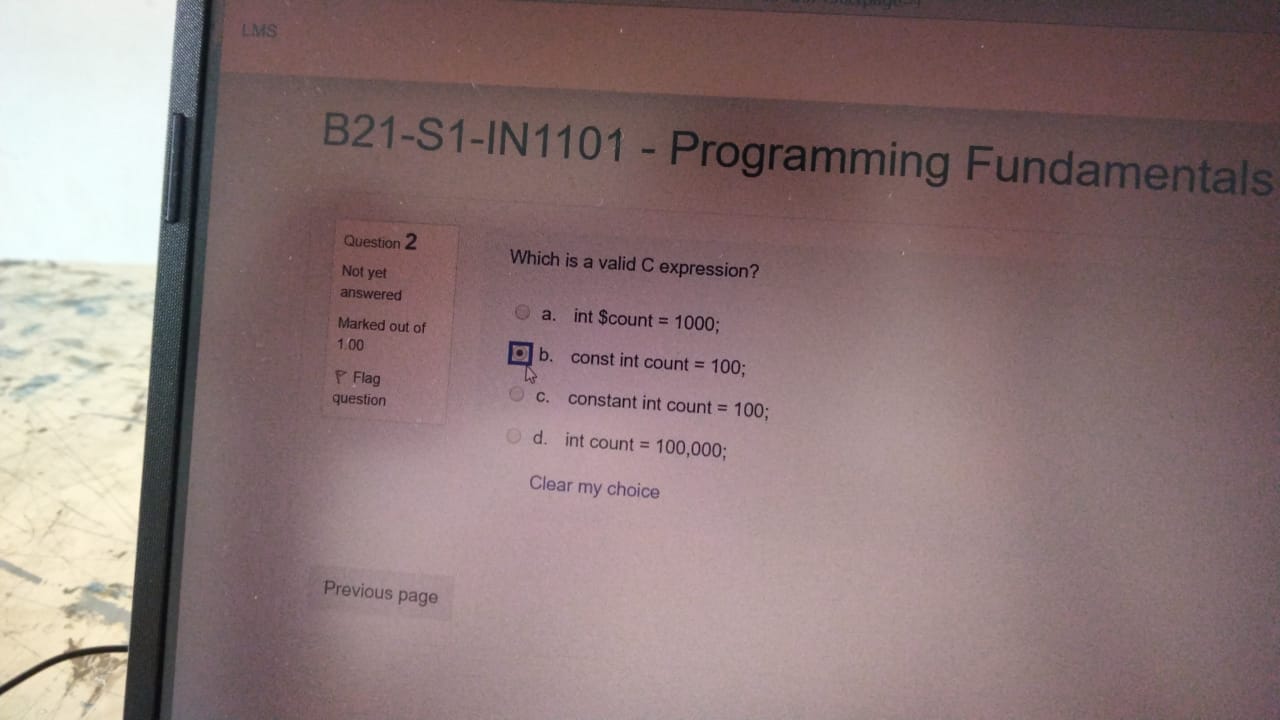 LMS
B21-S1-IN1101 - Programming Fundamentals
Question 2
Not yet
answered
Marked out of
1.00
Flag
question
Which is a valid C expression?
a. int $count = 1000;
b. const int count = 100;
c. constant int count = 100;
d. int count = 100,000;
Clear my choice
Previous page